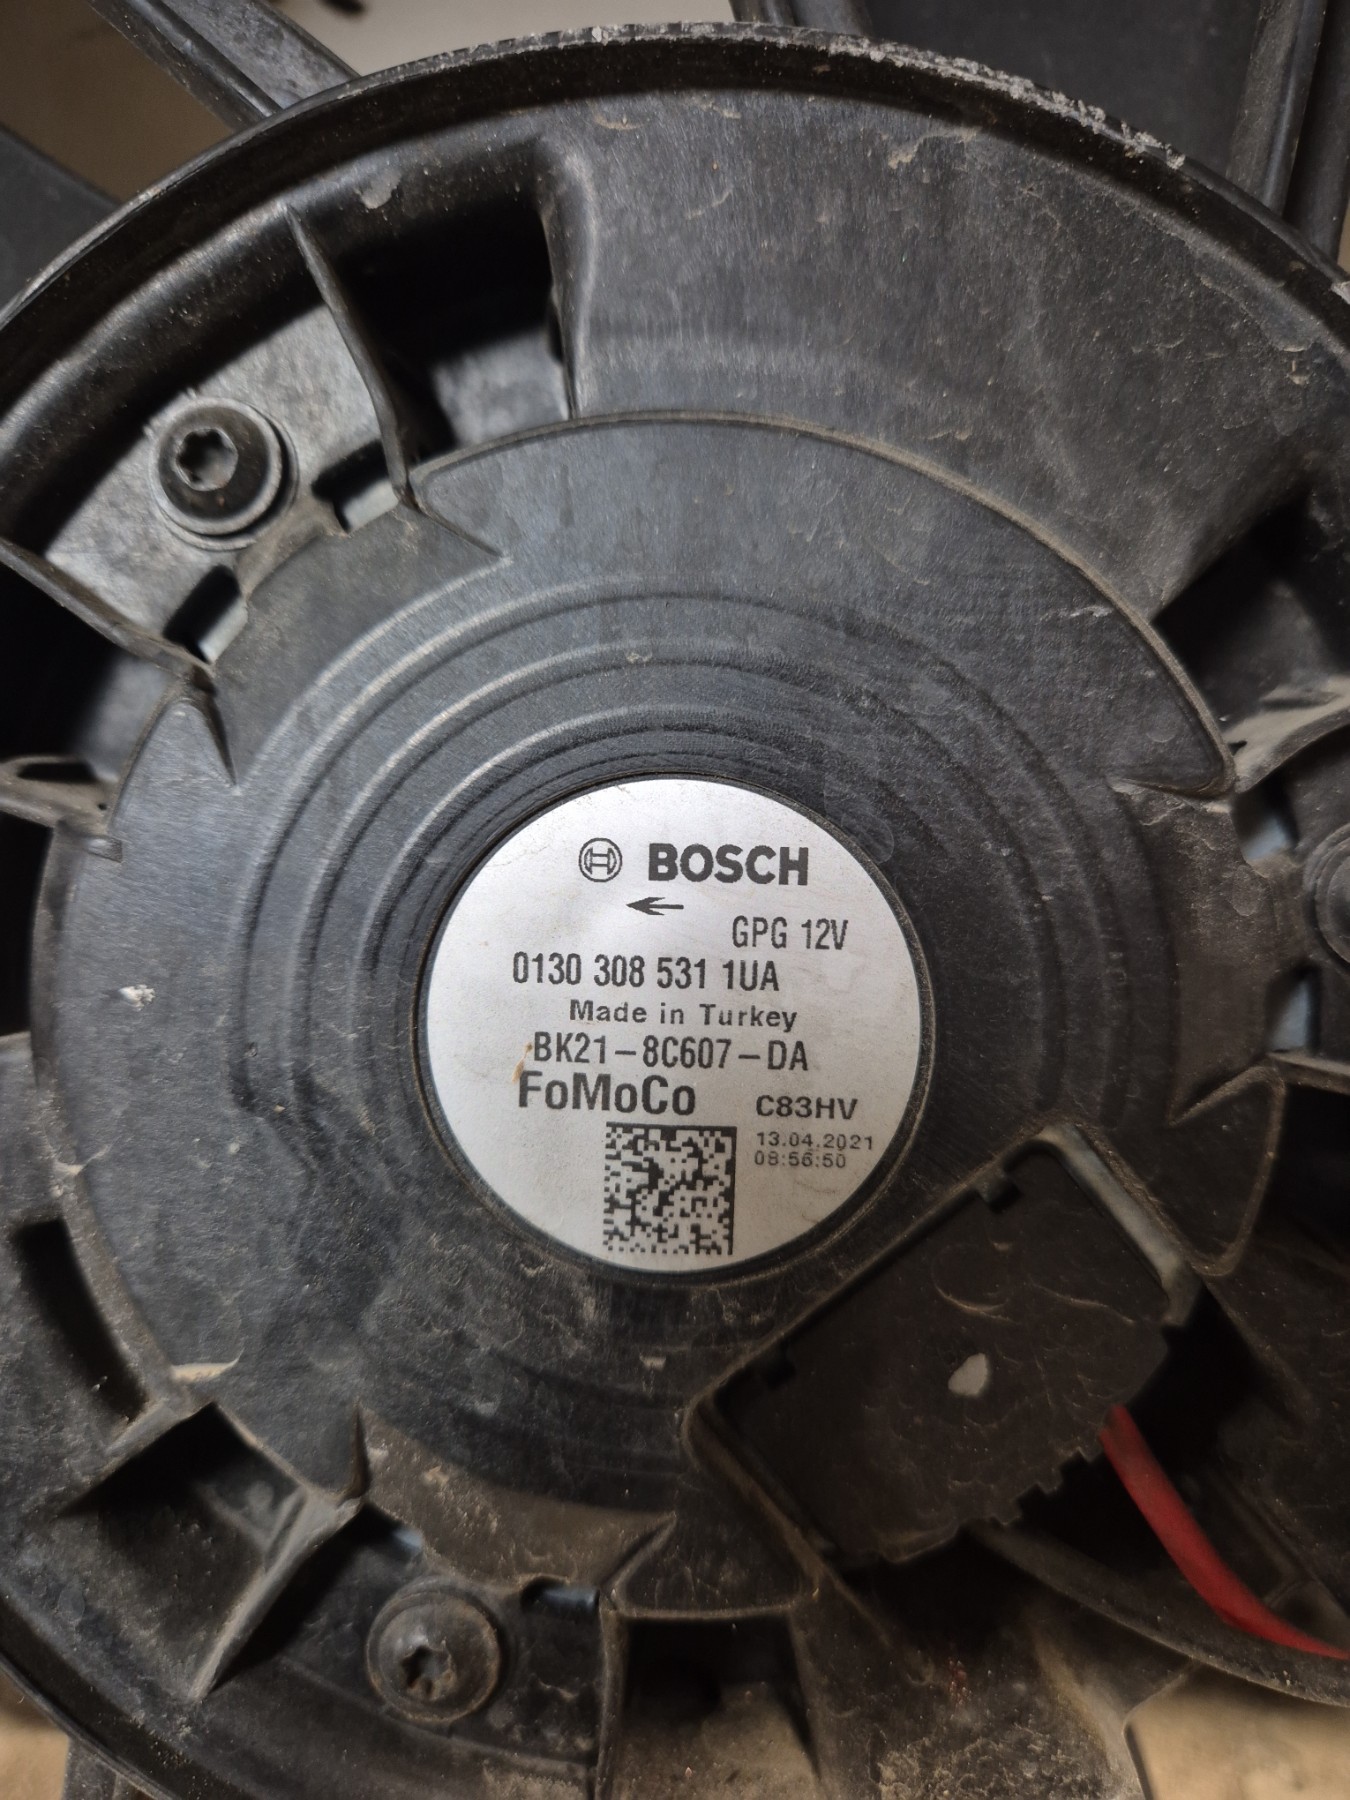 BOSCH
GPG 12V
0130 308 531 1UA
Made in Turkey
BK21-8C607-DA
FoMoCo C83HV
13.04.2021
08:56:50